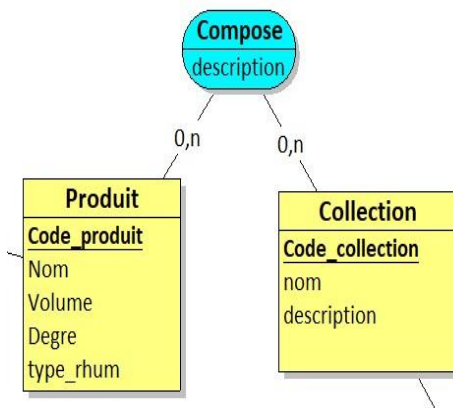 Compose
description
0,n
0,n
Produit
Code_produit
Nom
Volume
Degre
type_rhum
Collection
Code_collection
nom
description